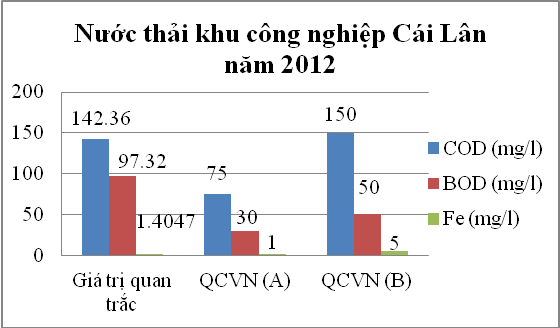 Nước thải khu công nghiệp Cái Lân
năm 2012
200
150
100
50
0
142.36
97.32
1.4047
75
30
1
150
50
5
Giá trị quan
trắc
QCVN (A)
QCVN (B)
COD (mg/l)
BOD (mg/l)
Fe (mg/l)